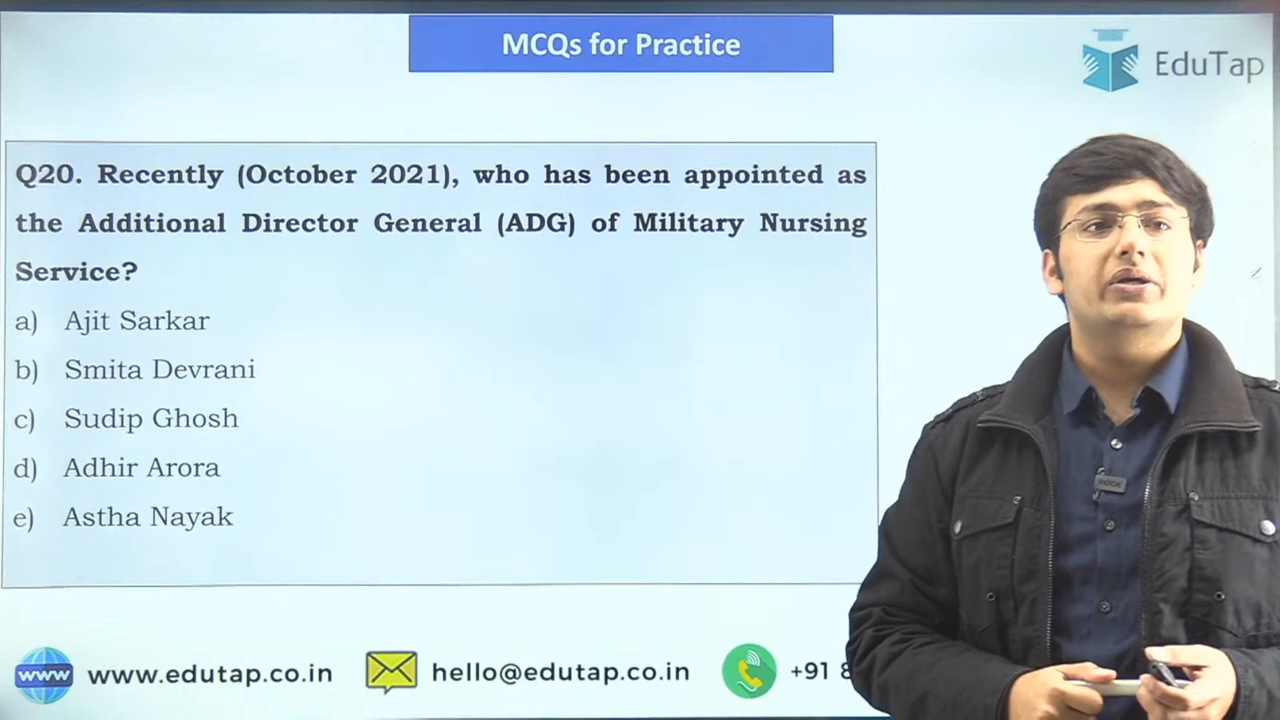 MCQs for Practice
EduTap
Q20. Recently (October 2021), who has been appointed as
the Additional Director General (ADG) of Military Nursing
Service?
a) Ajit Sarkar
b) Smita Devrani
c) Sudip Ghosh
d) Adhir Arora
e) Astha Nayak
www www.edutap.co.in hello@edutap.co.in +91 8